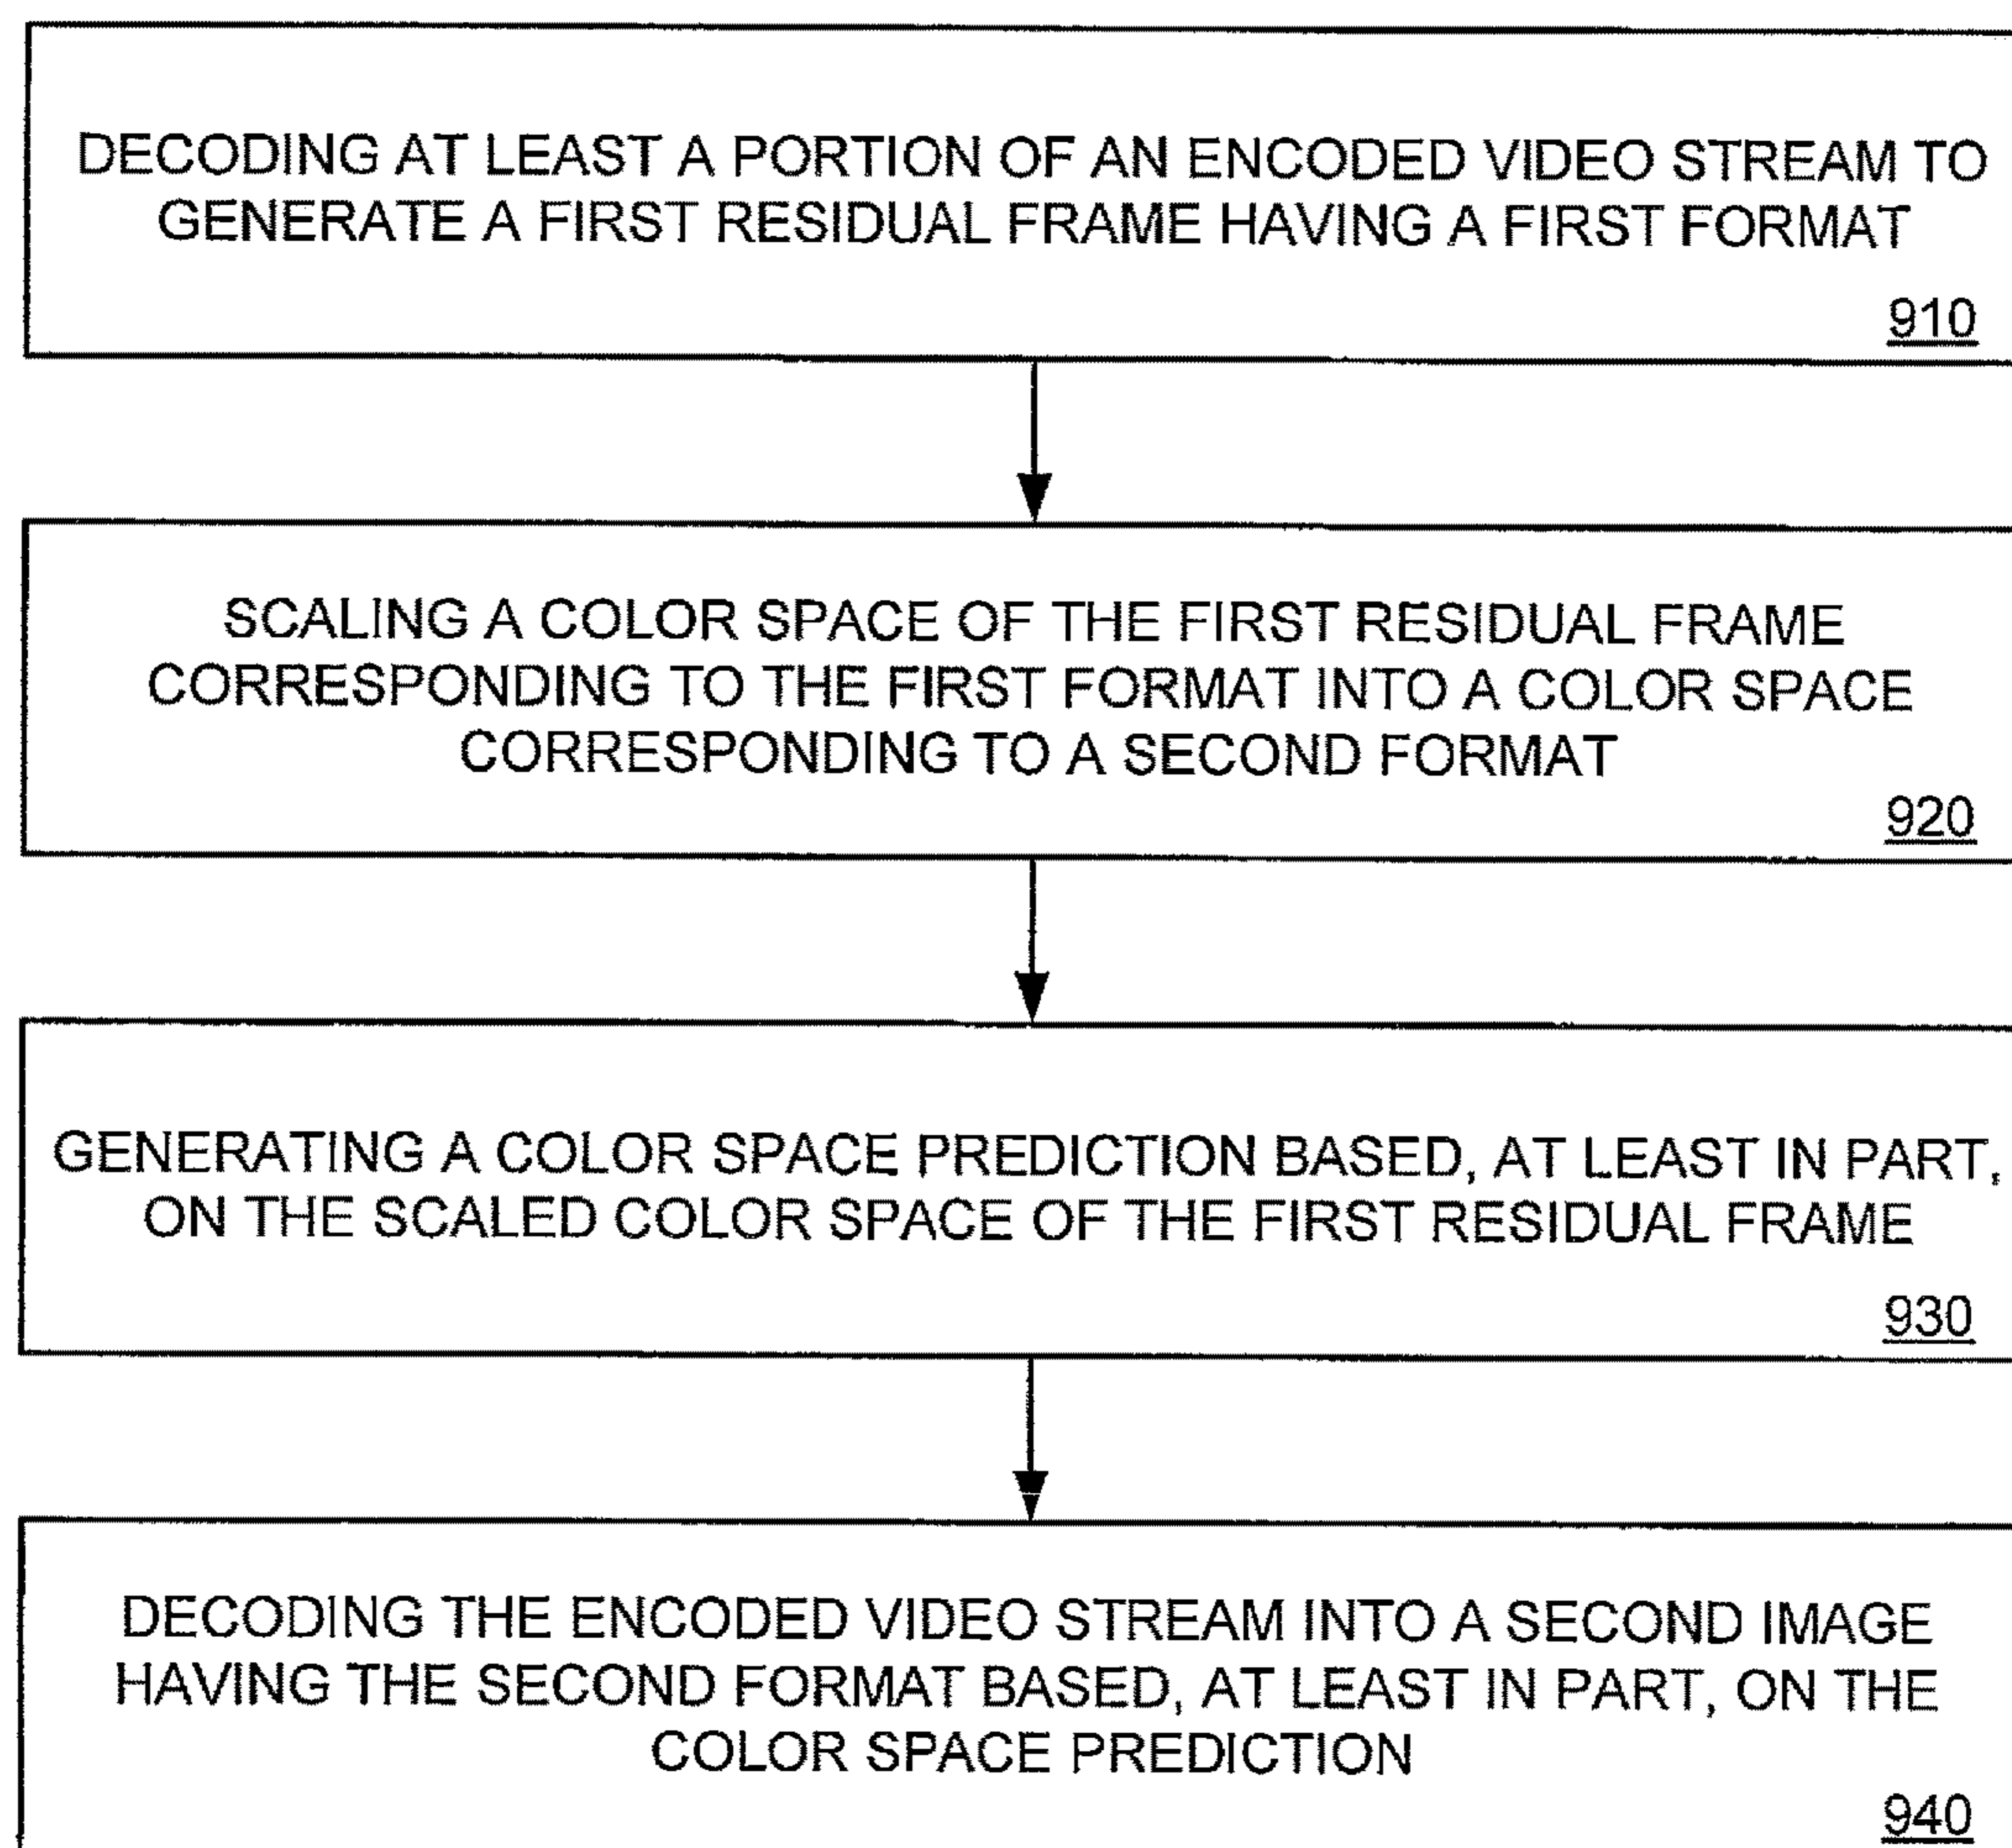 DECODING AT LEAST A PORTION OF AN ENCODED VIDEO STREAM TO
GENERATE A FIRST RESIDUAL FRAME HAVING A FIRST FORMAT
910
SCALING A COLOR SPACE OF THE FIRST RESIDUAL FRAME
CORRESPONDING TO THE FIRST FORMAT INTO A COLOR SPACE
CORRESPONDING TO A SECOND FORMAT
920
GENERATING A COLOR SPACE PREDICTION BASED, AT LEAST IN PART,
ON THE SCALED COLOR SPACE OF THE FIRST RESIDUAL FRAME
930
DECODING THE ENCODED VIDEO STREAM INTO A SECOND IMAGE
HAVING THE SECOND FORMAT BASED, AT LEAST IN PART, ON THE
COLOR SPACE PREDICTION
940